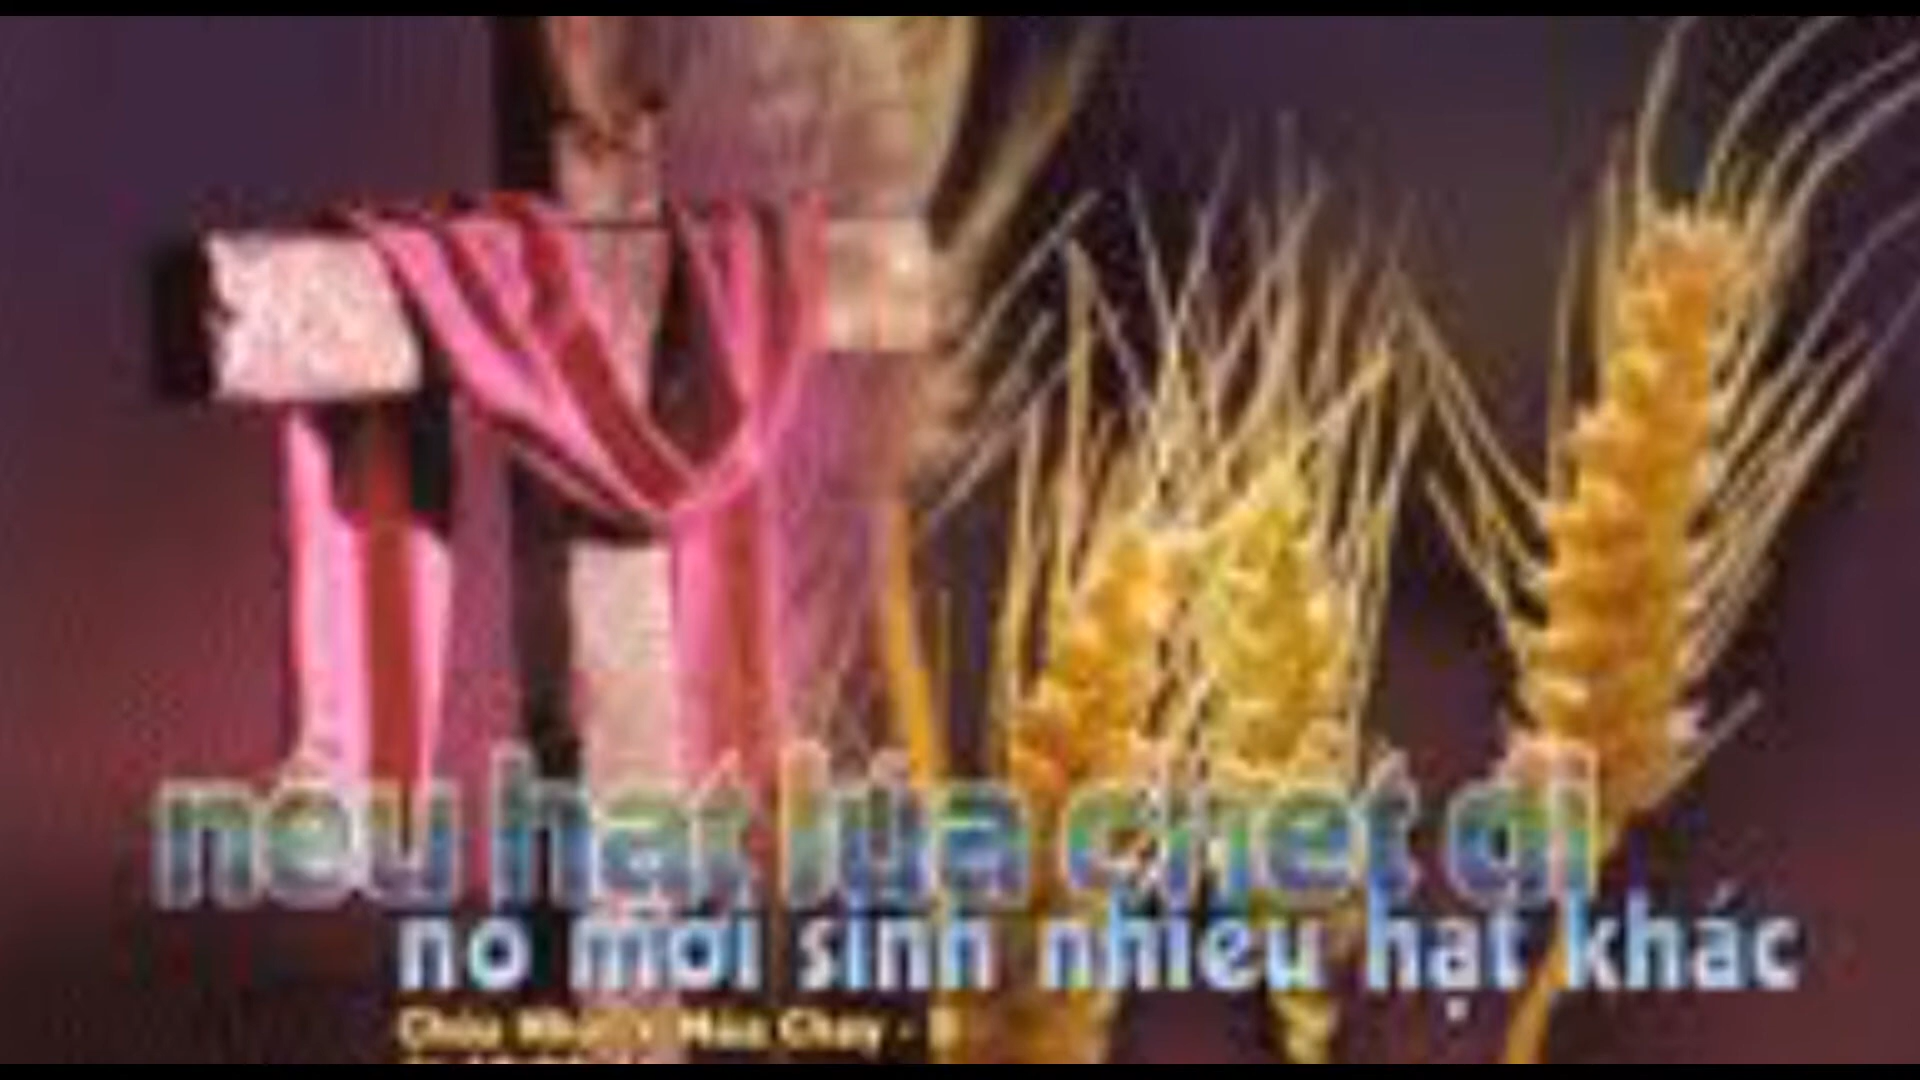 nếu hạt lúa chết đi
nó mới sinh nhiều hạt khác
Chúa Nhật V Mùa Chay - B